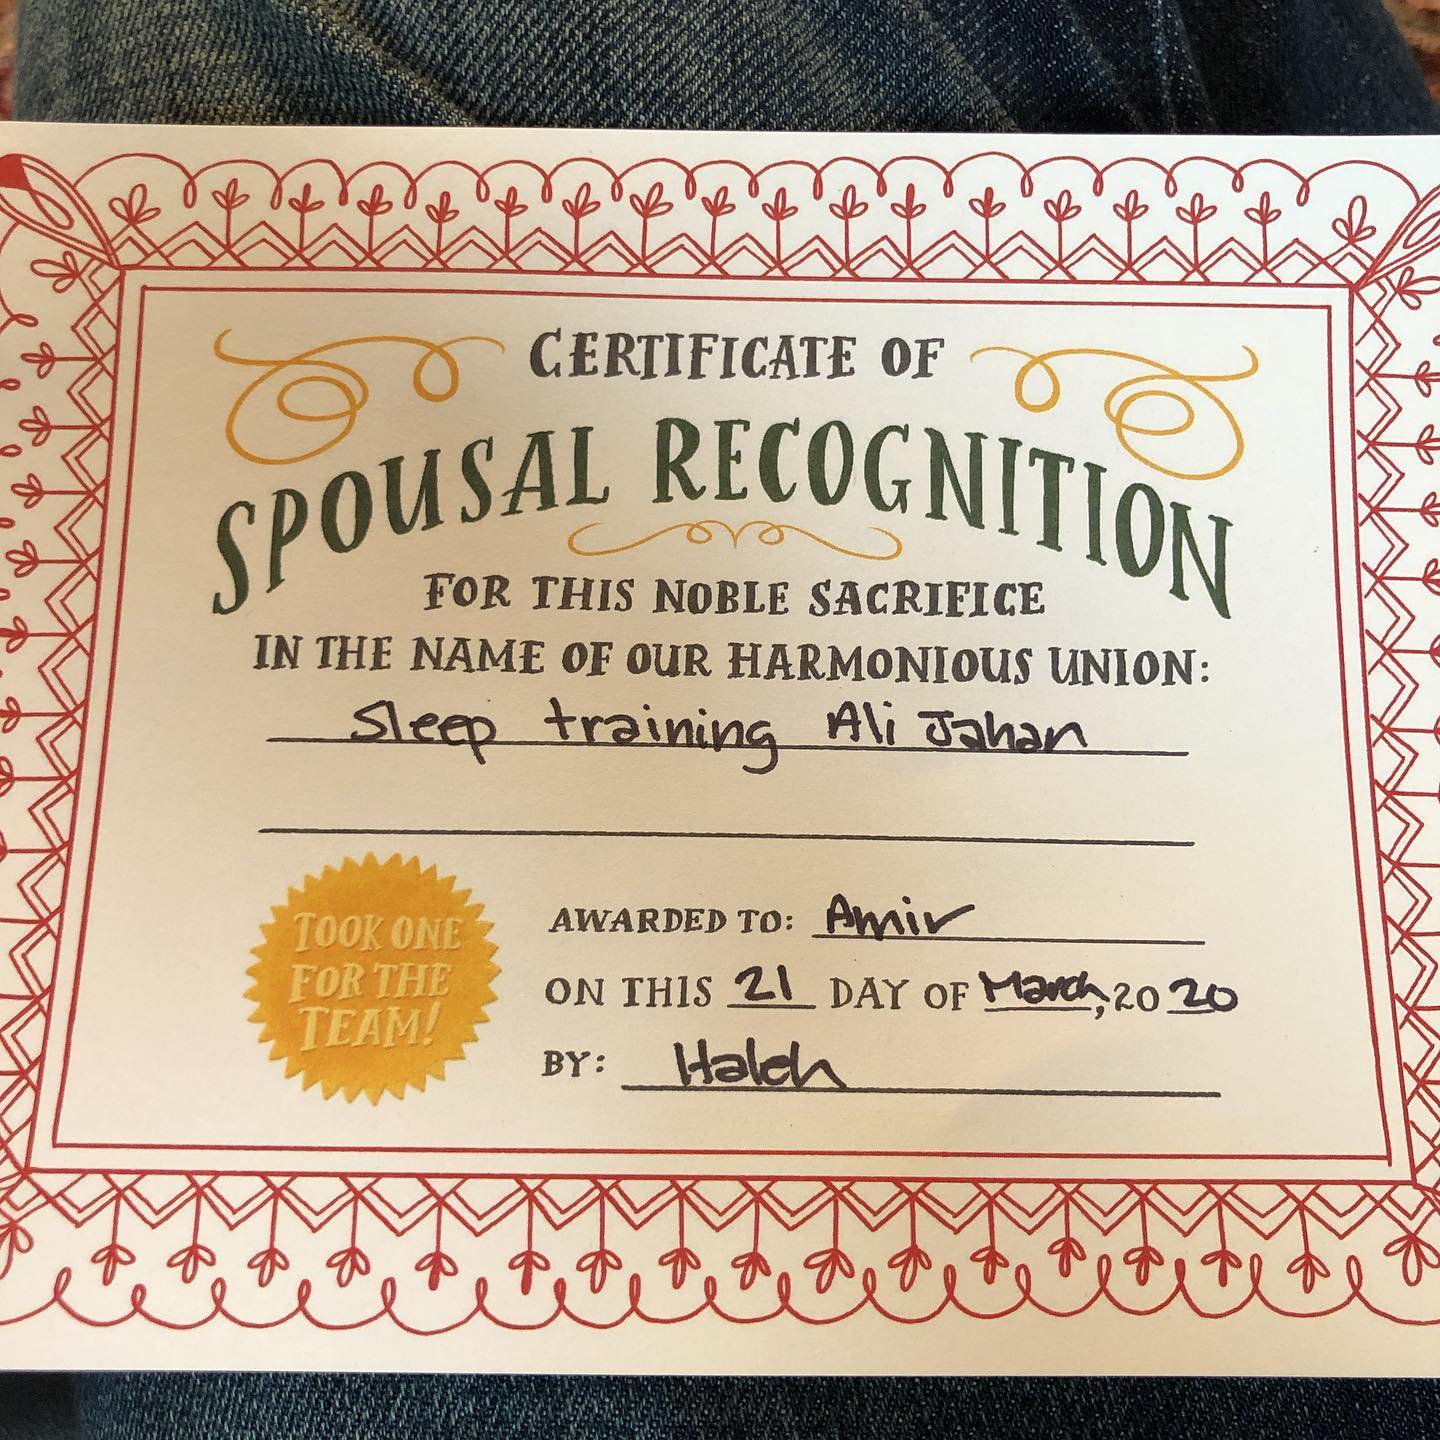 CERTIFICATE OF
SPOUSAL RECOGNITION
FOR THIS NOBLE SACRIFICE
IN THE NAME OF OUR HARMONIOUS UNION:
Sleep training Ali Jahan
TOOK ONE
FOR THE
TEAM!
AWARDED TO: Amir
ON THIS 21 DAY OF March, 2020
BY: Haleh